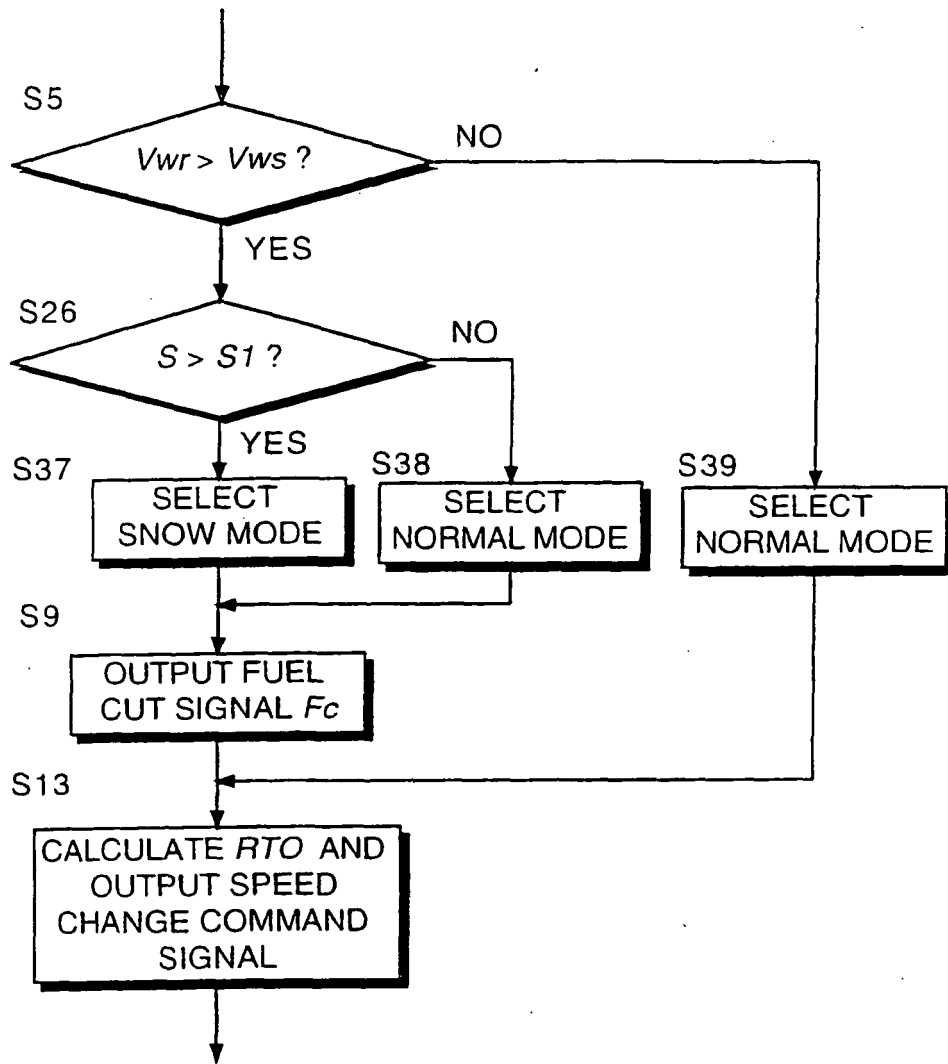 S5
Vwr > Vws ?
NO
YES
S26
S > S1 ?
NO
YES
S37
SELECT
SNOW MODE
S38
SELECT
NORMAL MODE
S39
SELECT
NORMAL MODE
S9
OUTPUT FUEL
CUT SIGNAL Fc
S13
CALCULATE RTO AND
OUTPUT SPEED
CHANGE COMMAND
SIGNAL